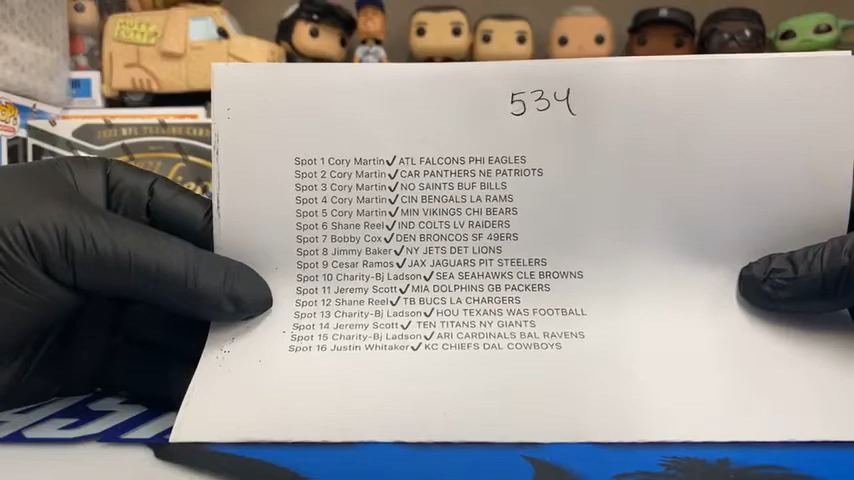 534
Spot 1 Cory Martin✓ATL FALCONS PHI EAGLES
Spot 2 Cory Martin✓CAR PANTHERS NE PATRIOTS
Spot 3 Cory Martin✓NO SAINTS BUF BILLS
Spot 4 Cory Martin✓CIN BENGALS LA RAMS
Spot 5 Cory Martin✓MIN VIKINGS CHI BEARS
Spot 6 Shane Reel✓IND COLTS LV RAIDERS
Spot 7 Bobby Cox✓DEN BRONCOS SF 49ERS
Spot 8 Jimmy Baker✓NY JETS DET LIONS
Spot 9 Cesar Ramos✓JAX JAGUARS PIT STEELERS
Spot 10 Charity-Bj Ladson✓SEA SEAHAWKS CLE BROWNS
Spot 11 Jeremy Scott✓MIA DOLPHINS GB PACKERS
Spot 12 Shane Reel✓TB BUCS LA CHARGERS
Spot 13 Charity-Bj Ladson✓HOU TEXANS WAS FOOTBALL
Spot 14 Jeremy Scott✓ TEN TITANS NY GIANTS
Spot 15 Charity-Bj Ladson✓ARI CARDINALS BAL RAVENS
Spot 16 Justin Whitaker✓ KC CHIEFS DAL COWBOYS
NFL TRADING CARDS